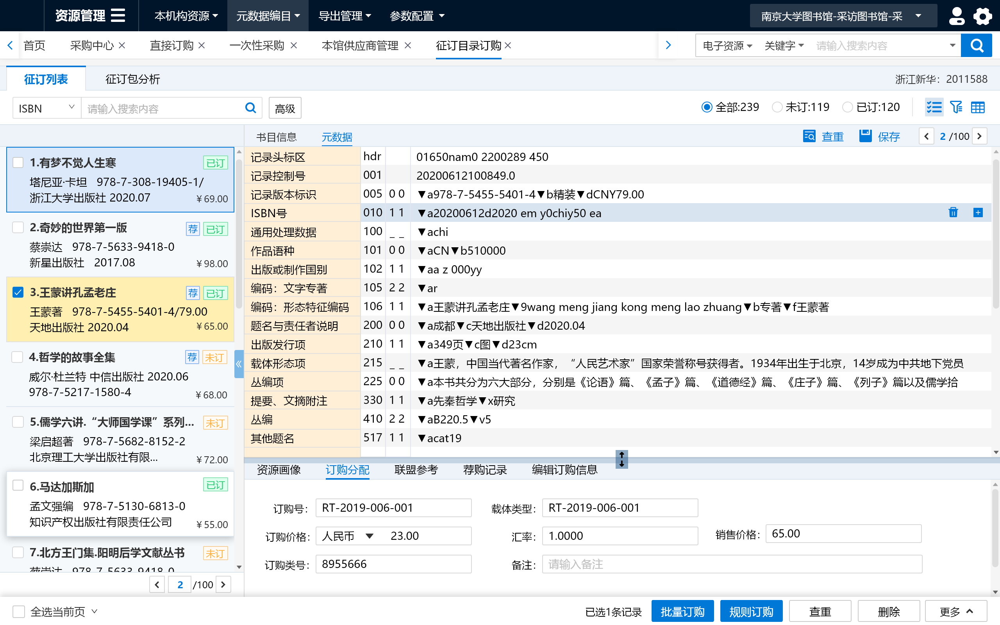 资源管理 本机构资源 元数据编目 导出管理 参数配置 南京大学图书馆-采访图书馆-采
首页 采购中心 直接订购 一次性采购 本馆供应商管理 征订目录订购 电子资源 关键字 请输入搜索内容
征订列表 征订包分析 浙江新华：2011588
ISBN 请输入搜索内容 高级 全部:239 未订:119 已订:120
书目信息 元数据 查重 保存 2 /100
1.有梦不觉人生寒 已订
塔尼亚·卡坦 978-7-308-19405-1/
浙江大学出版社 2020.07 ￥69.00
2.奇妙的世界第一版 荐 已订
蔡崇达 978-7-5633-9418-0
新星出版社 2017.08 ￥98.00
3.王蒙讲孔孟老庄 荐 已订
王蒙著 978-7-5455-5401-4/79.00
天地出版社 2020.04 ￥65.00
4.哲学的故事全集 荐 未订
威尔·杜兰特 中信出版社 2020.06
978-7-5217-1580-4 ￥68.00
5.儒学六讲.“大师国学课”系列... 未订
梁启超著 978-7-5682-8152-2
北京理工大学出版社有限... ￥72.00
6.马达加斯加 已订
孟文强编 978-7-5130-6813-0
知识产权出版社有限责任公司 ￥55.00
7.北方王门集.阳明后学文献丛书 未订
蔡崇达 978-7-5633-9418-0
2 /100
记录头标区 hdr 01650nam0 2200289 450
记录控制号 001 20200612100849.0
记录版本标识 005 0 0 ▼a978-7-5455-5401-4▼b精装▼dCNY79.00
ISBN号 010 1 1 ▼a20200612d2020 em y0chiy50 ea
通用处理数据 100 _ _ ▼achi
作品语种 101 0 0 ▼aCN▼b510000
出版或制作国别 102 1 1 ▼aa z 000yy
编码：文字专著 105 2 2 ▼ar
编码：形态特征编码 106 1 1 ▼a王蒙讲孔孟老庄▼9wang meng jiang kong meng lao zhuang▼b专著▼f王蒙著
题名与责任者说明 200 0 0 ▼a成都▼c天地出版社▼d2020.04
出版发行项 210 1 1 ▼a349页▼c图▼d23cm
载体形态项 215 _ _ ▼a王蒙，中国当代著名作家，“人民艺术家”国家荣誉称号获得者。1934年出生于北京，14岁成为中共地下党员
丛编项 225 0 0 ▼a本书共分为六大部分，分别是《论语》篇、《孟子》篇、《道德经》篇、《庄子》篇、《列子》篇以及儒学拾
提要、文摘附注 330 1 1 ▼a先秦哲学▼x研究
丛编 410 2 2 ▼aB220.5▼v5
其他题名 517 1 1 ▼acat19
资源画像 订购分配 联盟参考 荐购记录 编辑订购信息
订购号： RT-2019-006-001 载体类型： RT-2019-006-001
订购价格： 人民币 23.00 汇率： 1.0000 销售价格： 65.00
订购类号： 8955666 备注： 请输入备注
全选当前页 已选1条记录 批量订购 规则订购 查重 删除 更多